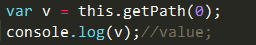 var v = this.getPath(0);
console.log(v);//value;